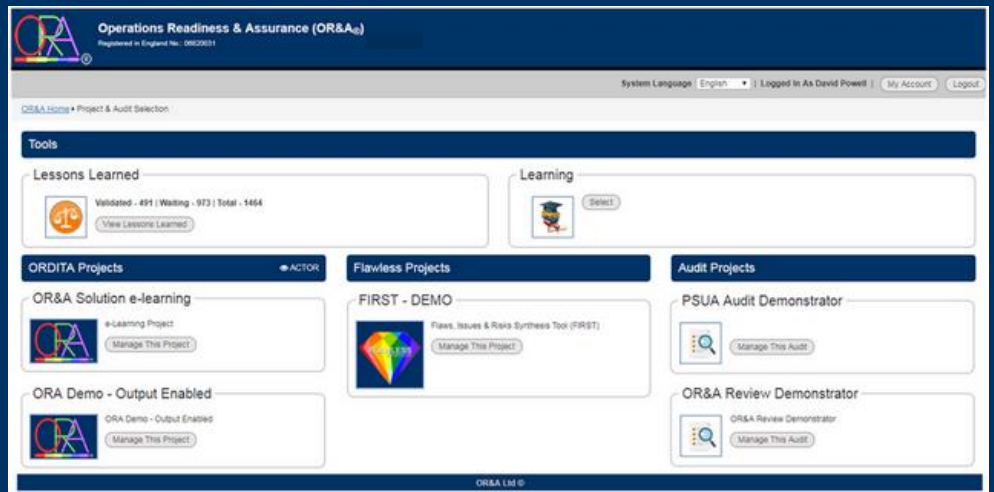 ORA
®
Operations Readiness & Assurance (OR&A®)
Registered in England No.: 06620031
System Language English | Logged In As David Powell | My Account Logout
OR&A Home Project & Audit Selection
Tools
Lessons Learned
Validated - 491 | Waiting - 973 | Total - 1464
View Lessons Learned
Learning
Select
ORDITA Projects ACTOR
OR&A Solution e-learning
ORA
e-Learning Project
Manage This Project
ORA Demo - Output Enabled
ORA
ORA Demo - Output Enabled
Manage This Project
Flawless Projects
FIRST - DEMO
FLAWLESS
Flaws, Issues & Risks Synthesis Tool (FIRST)
Manage This Project
Audit Projects
PSUA Audit Demonstrator
Manage This Audit
OR&A Review Demonstrator
OR&A Review Demonstrator
Manage This Audit
OR&A Ltd ©